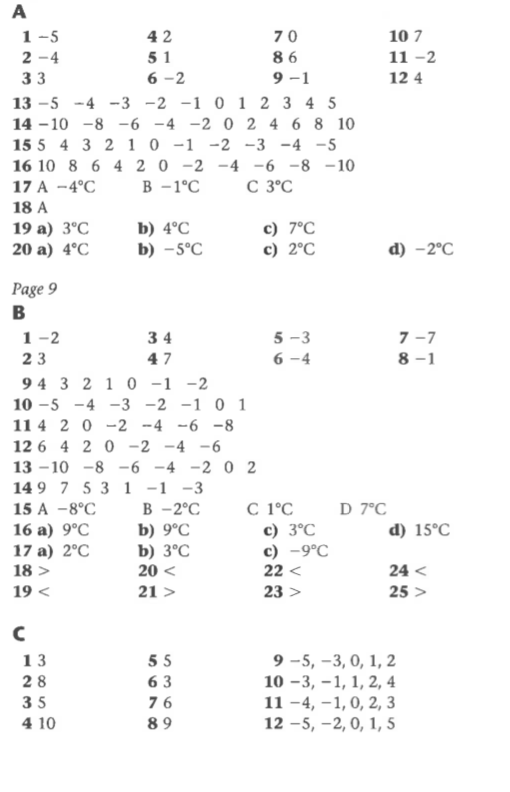 A
1 −5 4 2 7 0 10 7
2 −4 5 1 8 6 11 −2
3 3 6 −2 9 −1 12 4
13 −5 −4 −3 −2 −1 0 1 2 3 4 5
14 −10 −8 −6 −4 −2 0 2 4 6 8 10
15 5 4 3 2 1 0 −1 −2 −3 −4 −5
16 10 8 6 4 2 0 −2 −4 −6 −8 −10
17 A −4°C B −1°C C 3°C
18 A
19 a) 3°C b) 4°C c) 7°C
20 a) 4°C b) −5°C c) 2°C d) −2°C
Page 9
B
1 −2 3 4 5 −3 7 −7
2 3 4 7 6 −4 8 −1
9 4 3 2 1 0 −1 −2
10 −5 −4 −3 −2 −1 0 1
11 4 2 0 −2 −4 −6 −8
12 6 4 2 0 −2 −4 −6
13 −10 −8 −6 −4 −2 0 2
14 9 7 5 3 1 −1 −3
15 A −8°C B −2°C C 1°C D 7°C
16 a) 9°C b) 9°C c) 3°C d) 15°C
17 a) 2°C b) 3°C c) −9°C
18 > 20 < 22 < 24 <
19 < 21 > 23 > 25 >
C
1 3 5 5 9 −5, −3, 0, 1, 2
2 8 6 3 10 −3, −1, 1, 2, 4
3 5 7 6 11 −4, −1, 0, 2, 3
4 10 8 9 12 −5, −2, 0, 1, 5